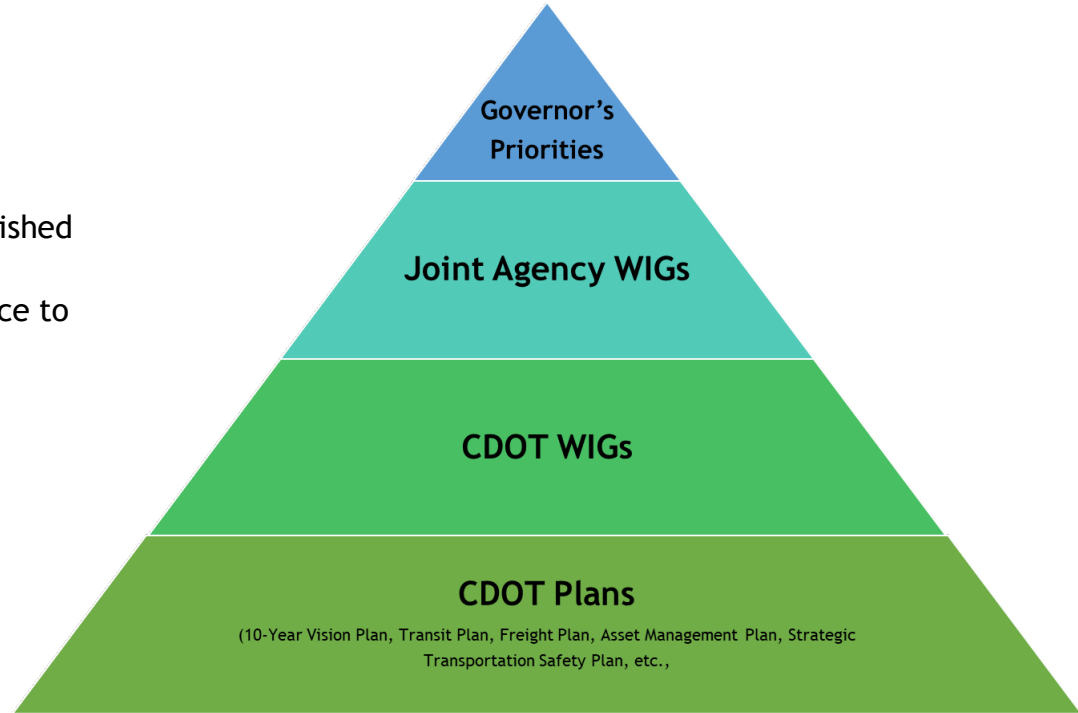 Governor's
Priorities
ished
Joint Agency WIGs
ce to
CDOT WIGs
CDOT Plans
(10-Year Vision Plan, Transit Plan, Freight Plan, Asset Management Plan, Strategic
Transportation Safety Plan, etc.,